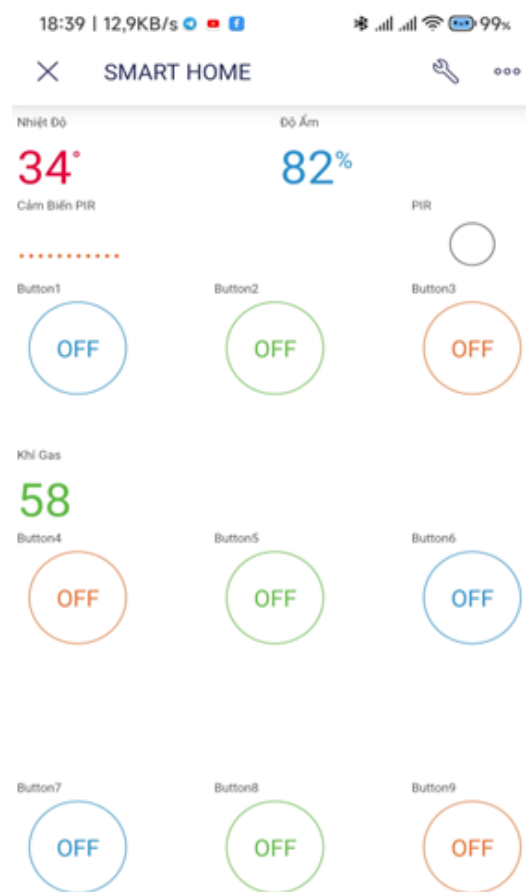 18:39 | 12,9KB/s 99%
SMART HOME
Nhiệt Độ Độ Ẩm
34° 82%
Cảm Biến PIR PIR
Button1 Button2 Button3
OFF OFF OFF
Khí Gas
58
Button4 Button5 Button6
OFF OFF OFF
Button7 Button8 Button9
OFF OFF OFF